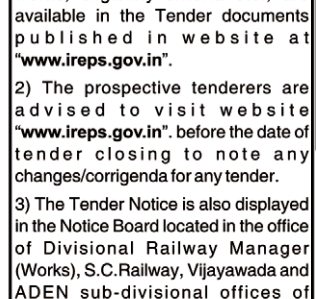 available in the Tender documents
published in website at
“www.ireps.gov.in”.
2) The prospective tenderers are
advised to visit website
“www.ireps.gov.in”. before the date of
tender closing to note any
changes/corrigenda for any tender.
3) The Tender Notice is also displayed
in the Notice Board located in the office
of Divisional Railway Manager
(Works), S.C.Railway, Vijayawada and
ADEN sub-divisional offices of